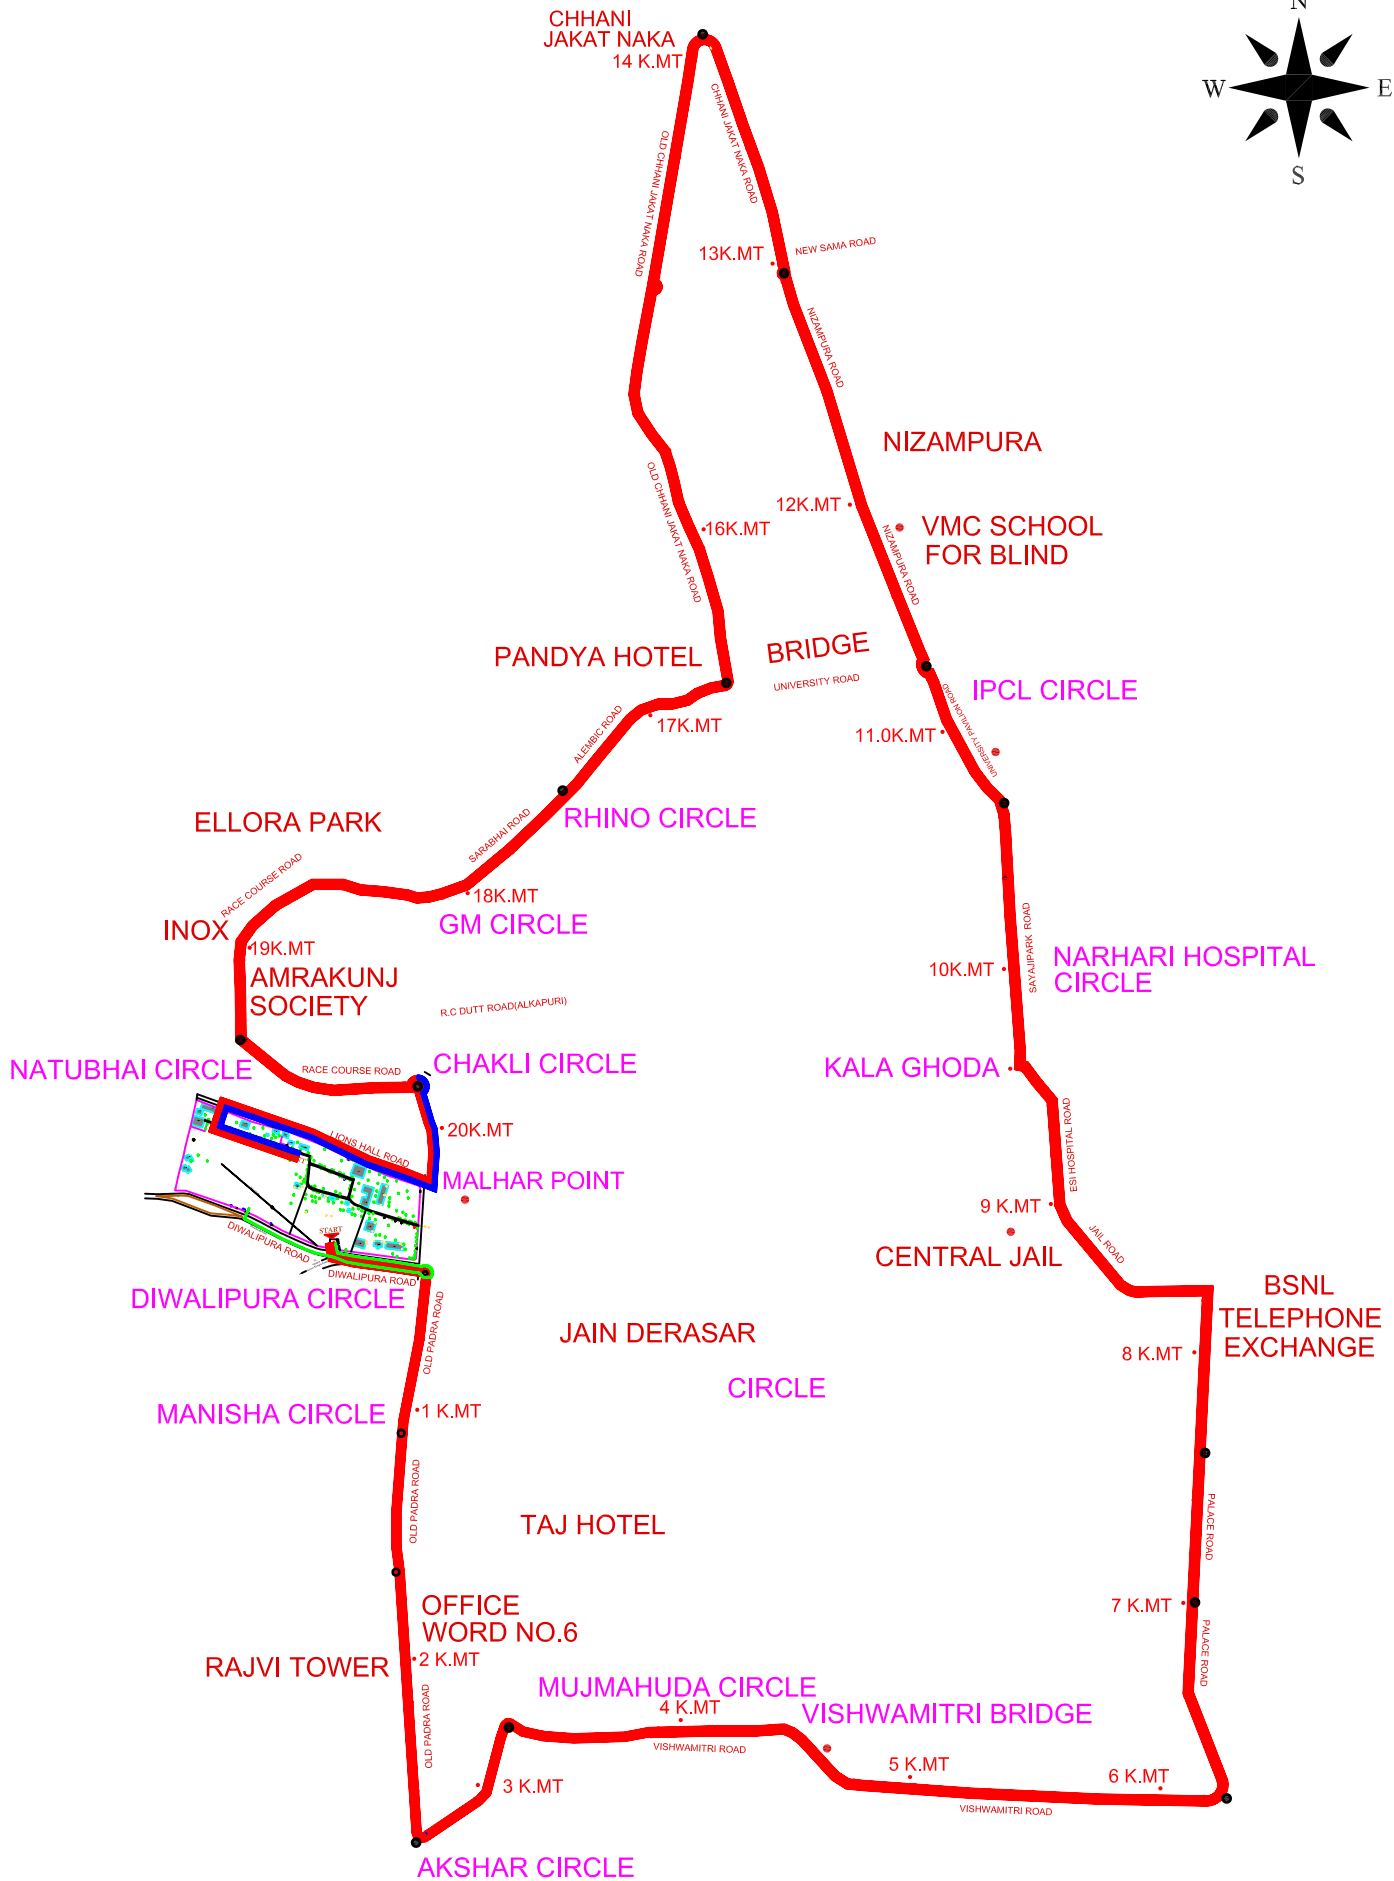 CHHANI
JAKAT NAKA
14 K.MT
N
W
E
S
OLD CHHANI JAKAT NAKA ROAD
CHHANI JAKAT NAKA ROAD
13K.MT
NEW SAMA ROAD
NIZAMPURA ROAD
NIZAMPURA
OLD CHHANI JAKAT NAKA ROAD
16K.MT
12K.MT
NIZAMPURA ROAD
VMC SCHOOL
FOR BLIND
PANDYA HOTEL
BRIDGE
UNIVERSITY ROAD
IPCL CIRCLE
UNIVERSITY PAVILION ROAD
17K.MT
ALEMBIC ROAD
11.0K.MT
ELLORA PARK
SARABHAI ROAD
RHINO CIRCLE
RACE COURSE ROAD
18K.MT
GM CIRCLE
INOX
19K.MT
AMRAKUNJ
SOCIETY
R.C DUTT ROAD(ALKAPURI)
10K.MT
SAYAJIPARK ROAD
NARHARI HOSPITAL
CIRCLE
NATUBHAI CIRCLE
RACE COURSE ROAD
CHAKLI CIRCLE
KALA GHODA
20K.MT
LIONS HALL ROAD
MALHAR POINT
ESI HOSPITAL ROAD
9 K.MT
JAIL ROAD
CENTRAL JAIL
START
DIWALIPURA ROAD
DIWALIPURA ROAD
DIWALIPURA CIRCLE
OLD PADRA ROAD
JAIN DERASAR
CIRCLE
BSNL
TELEPHONE
EXCHANGE
8 K.MT
MANISHA CIRCLE
1 K.MT
OLD PADRA ROAD
TAJ HOTEL
PALACE ROAD
7 K.MT
OFFICE
WORD NO.6
RAJVI TOWER
2 K.MT
PALACE ROAD
OLD PADRA ROAD
MUJMAHUDA CIRCLE
4 K.MT
VISHWAMITRI BRIDGE
VISHWAMITRI ROAD
3 K.MT
5 K.MT
6 K.MT
VISHWAMITRI ROAD
AKSHAR CIRCLE